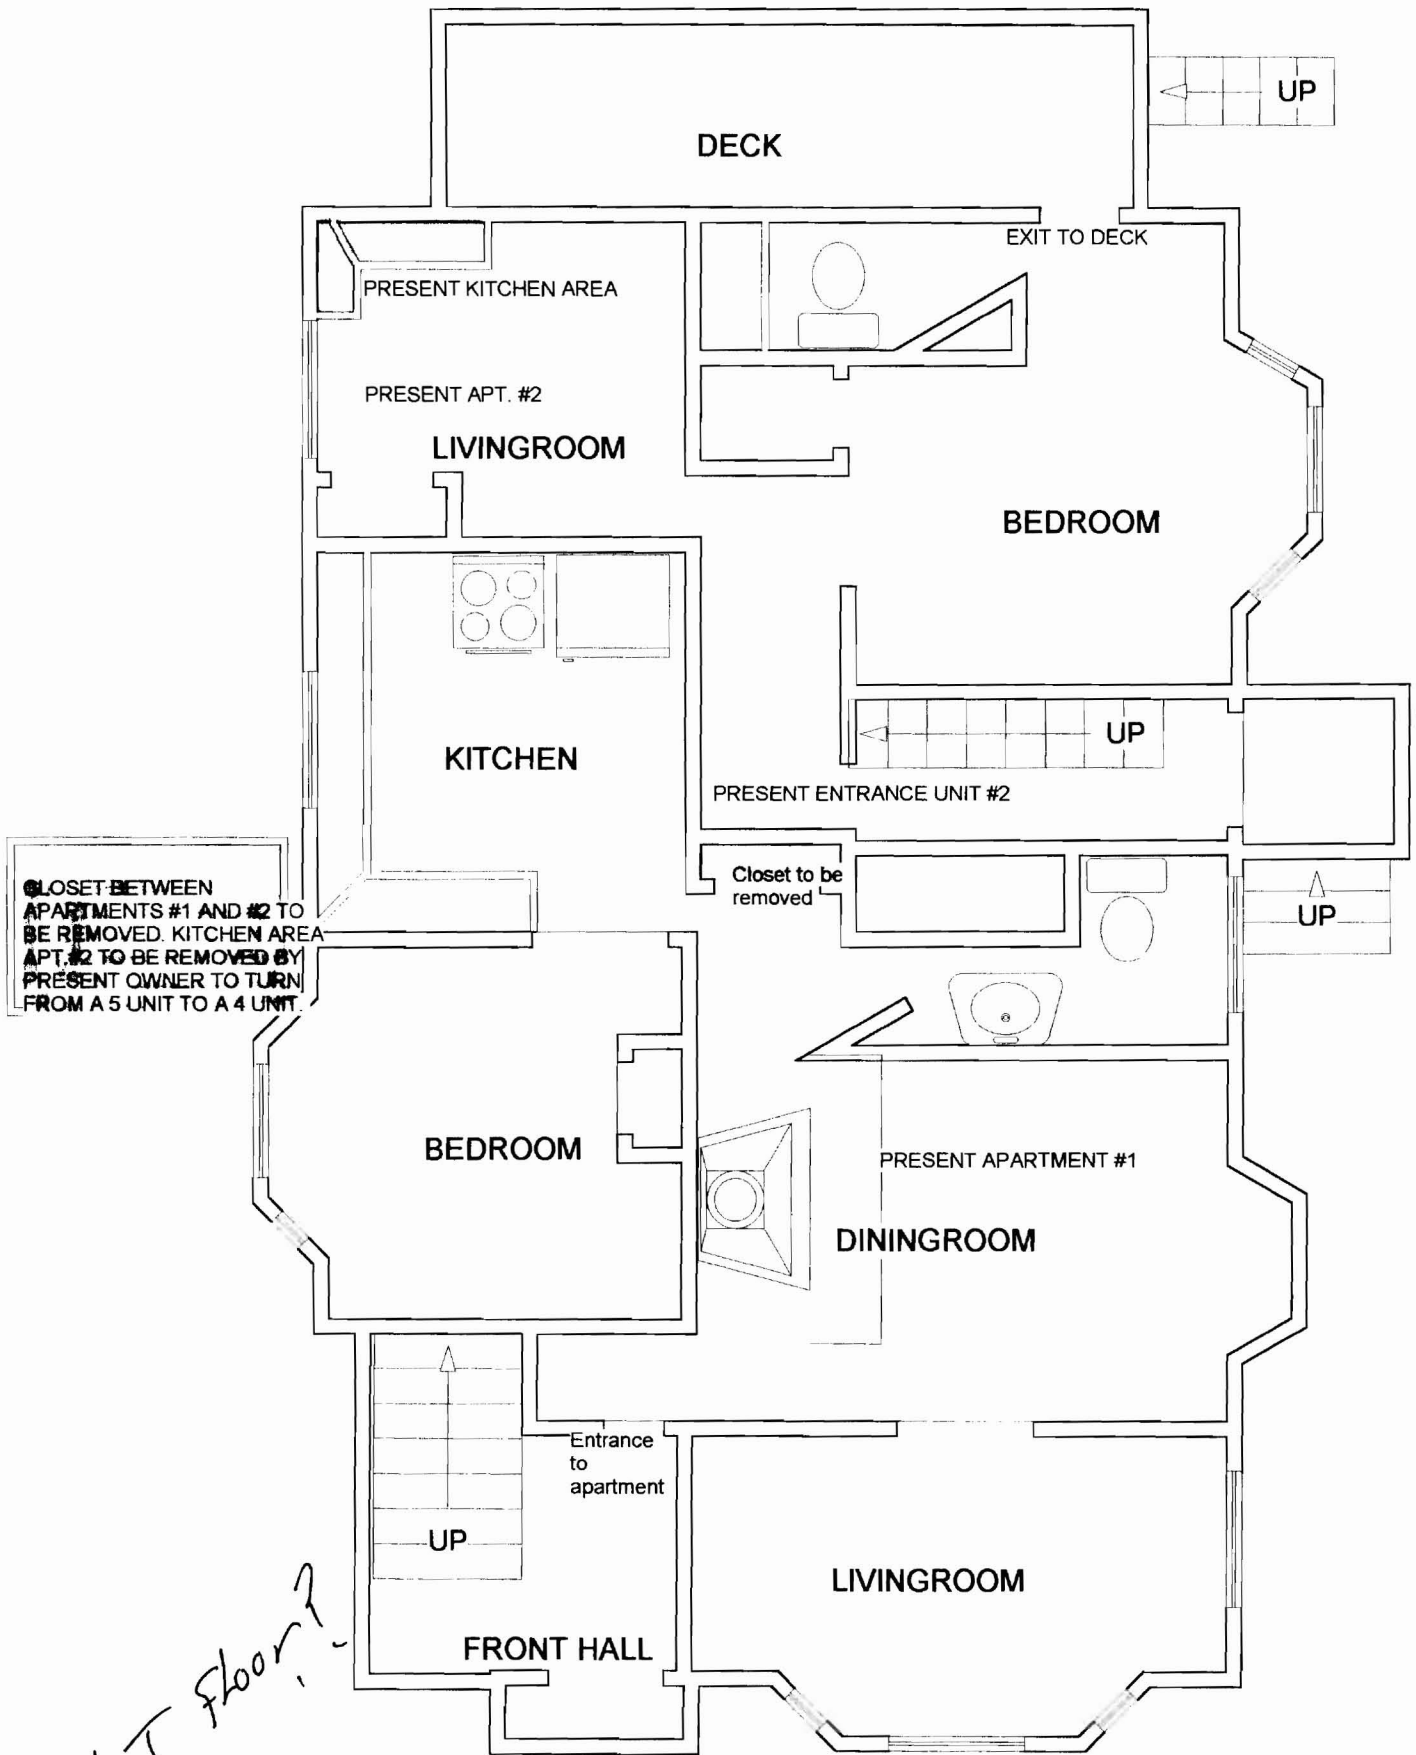 UP
DECK
EXIT TO DECK
PRESENT KITCHEN AREA
PRESENT APT. #2
LIVINGROOM
BEDROOM
KITCHEN
UP
PRESENT ENTRANCE UNIT #2
Closet to be
removed
UP
CLOSET BETWEEN
APARTMENTS #1 AND #2 TO
BE REMOVED. KITCHEN AREA
APT.#2 TO BE REMOVED BY
PRESENT OWNER TO TURN
FROM A 5 UNIT TO A 4 UNIT.
BEDROOM
PRESENT APARTMENT #1
DININGROOM
Entrance
to
apartment
UP
LIVINGROOM
FRONT HALL
Floor?